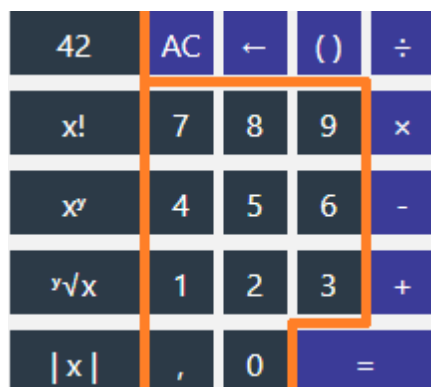 42 AC ← ( ) ÷
x! 7 8 9 ×
xʸ 4 5 6 -
ʸ√x 1 2 3 +
|x| , 0 =